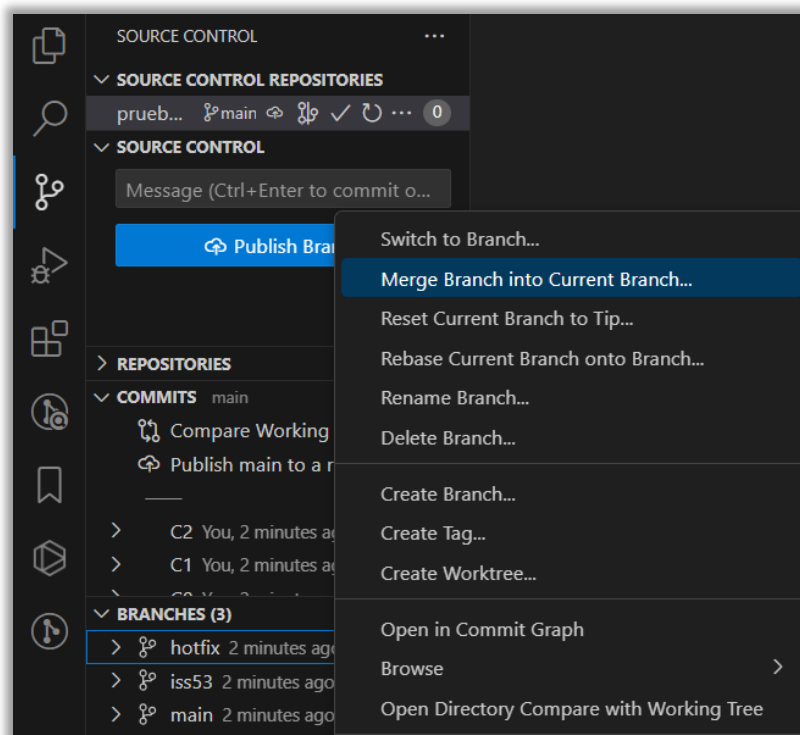 SOURCE CONTROL
SOURCE CONTROL REPOSITORIES
prueb... main 0
SOURCE CONTROL
Message (Ctrl+Enter to commit o...
Publish Bra
Switch to Branch...
Merge Branch into Current Branch...
Reset Current Branch to Tip...
Rebase Current Branch onto Branch...
Rename Branch...
Delete Branch...
Create Branch...
Create Tag...
Create Worktree...
Open in Commit Graph
Browse
Open Directory Compare with Working Tree
REPOSITORIES
COMMITS main
Compare Working
Publish main to a r
C2 You, 2 minutes ag
C1 You, 2 minutes ag
BRANCHES (3)
hotfix 2 minutes ago
iss53 2 minutes ago
main 2 minutes ago